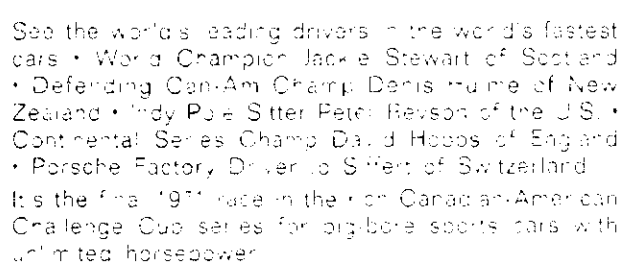 See the world's leading drivers in the world's fastest
cars • World Champion Jackie Stewart of Scotland
• Defending Can-Am Champ Denis Hulme of New
Zealand • Indy Pole Sitter Peter Revson of the U.S. •
Continental Series Champ David Hobbs of England
• Porsche Factory Driver Jo Siffert of Switzerland
It's the final 1971 race in the rich Canadian-American
Challenge Cup series for big-bore sports cars with
unlimited horsepower